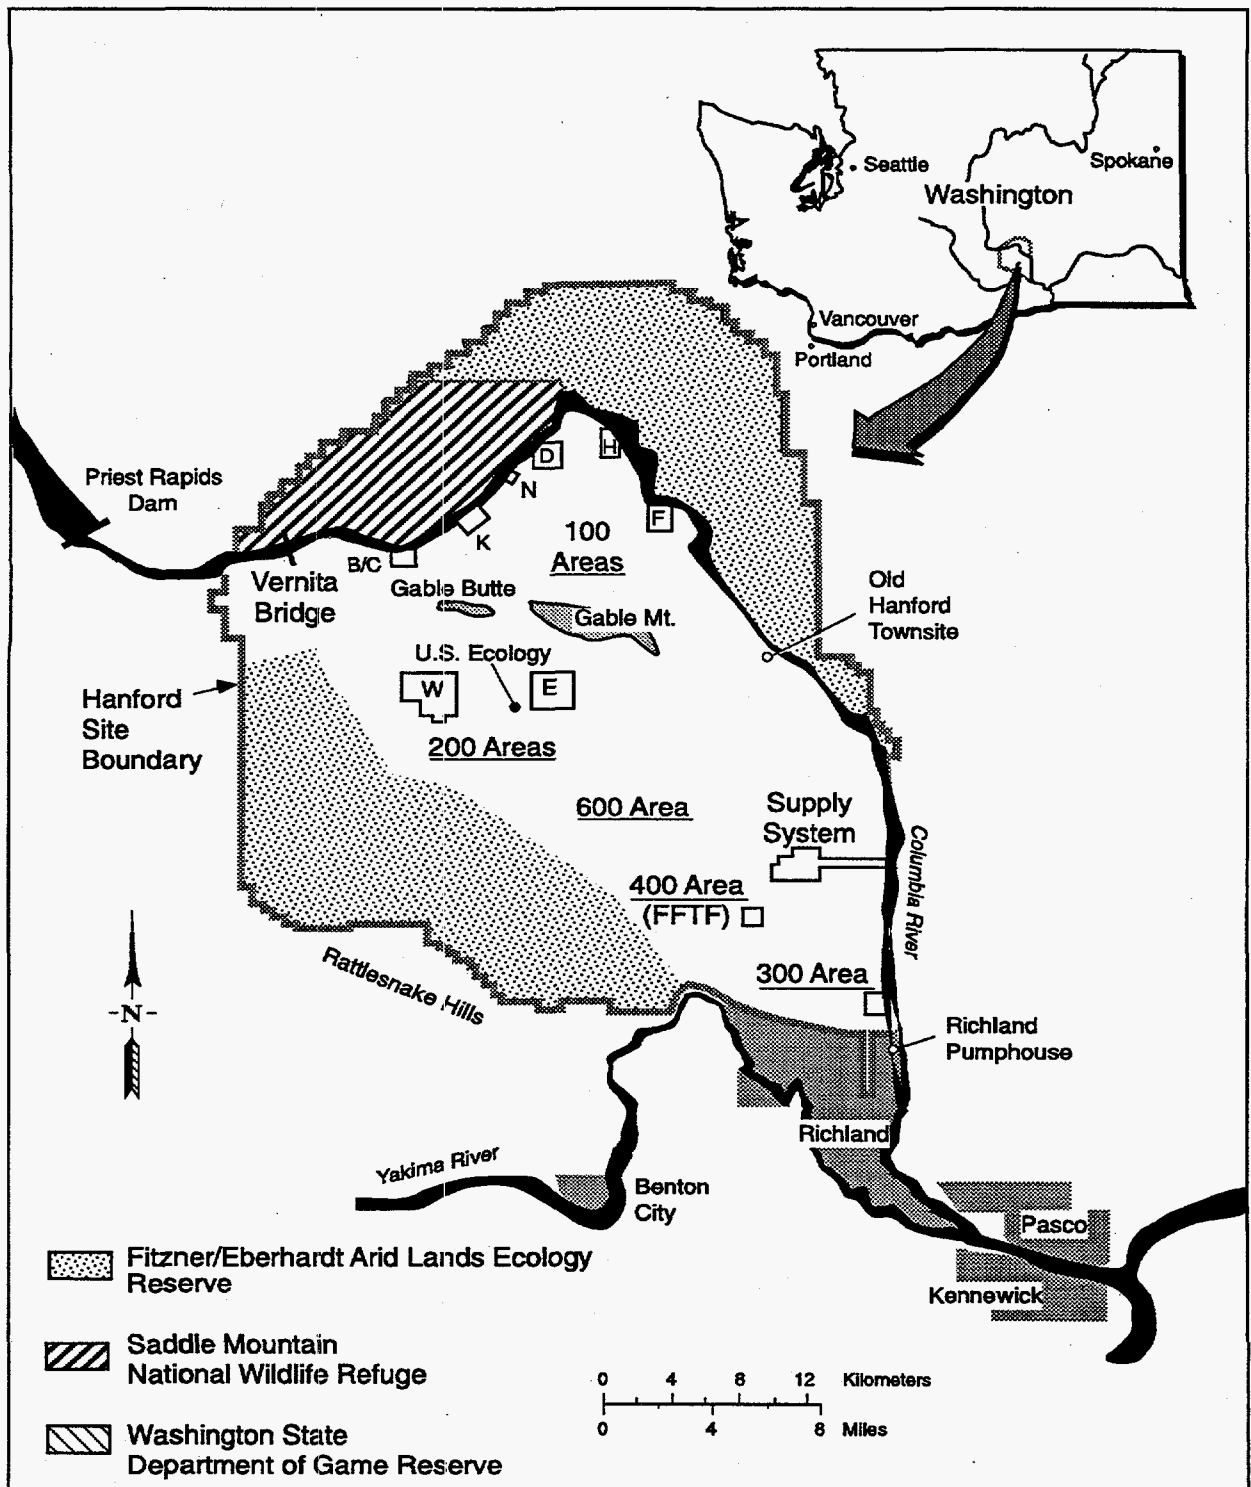 Seattle
Spokane
Washington
Vancouver
Portland
Priest Rapids
Dam
D
H
N
F
K
100
Areas
B/C
Vernita
Bridge
Gable Butte
Gable Mt.
Old
Hanford
Townsite
U.S. Ecology
W
E
Hanford
Site
Boundary
200 Areas
600 Area
Supply
System
Columbia River
400 Area
(FFTF)
Rattlesnake Hills
300 Area
-N-
Richland
Pumphouse
Richland
Yakima River
Benton
City
Pasco
Kennewick
Fitzner/Eberhardt Arid Lands Ecology
Reserve
Saddle Mountain
National Wildlife Refuge
Washington State
Department of Game Reserve
0 4 8 12 Kilometers
0 4 8 Miles